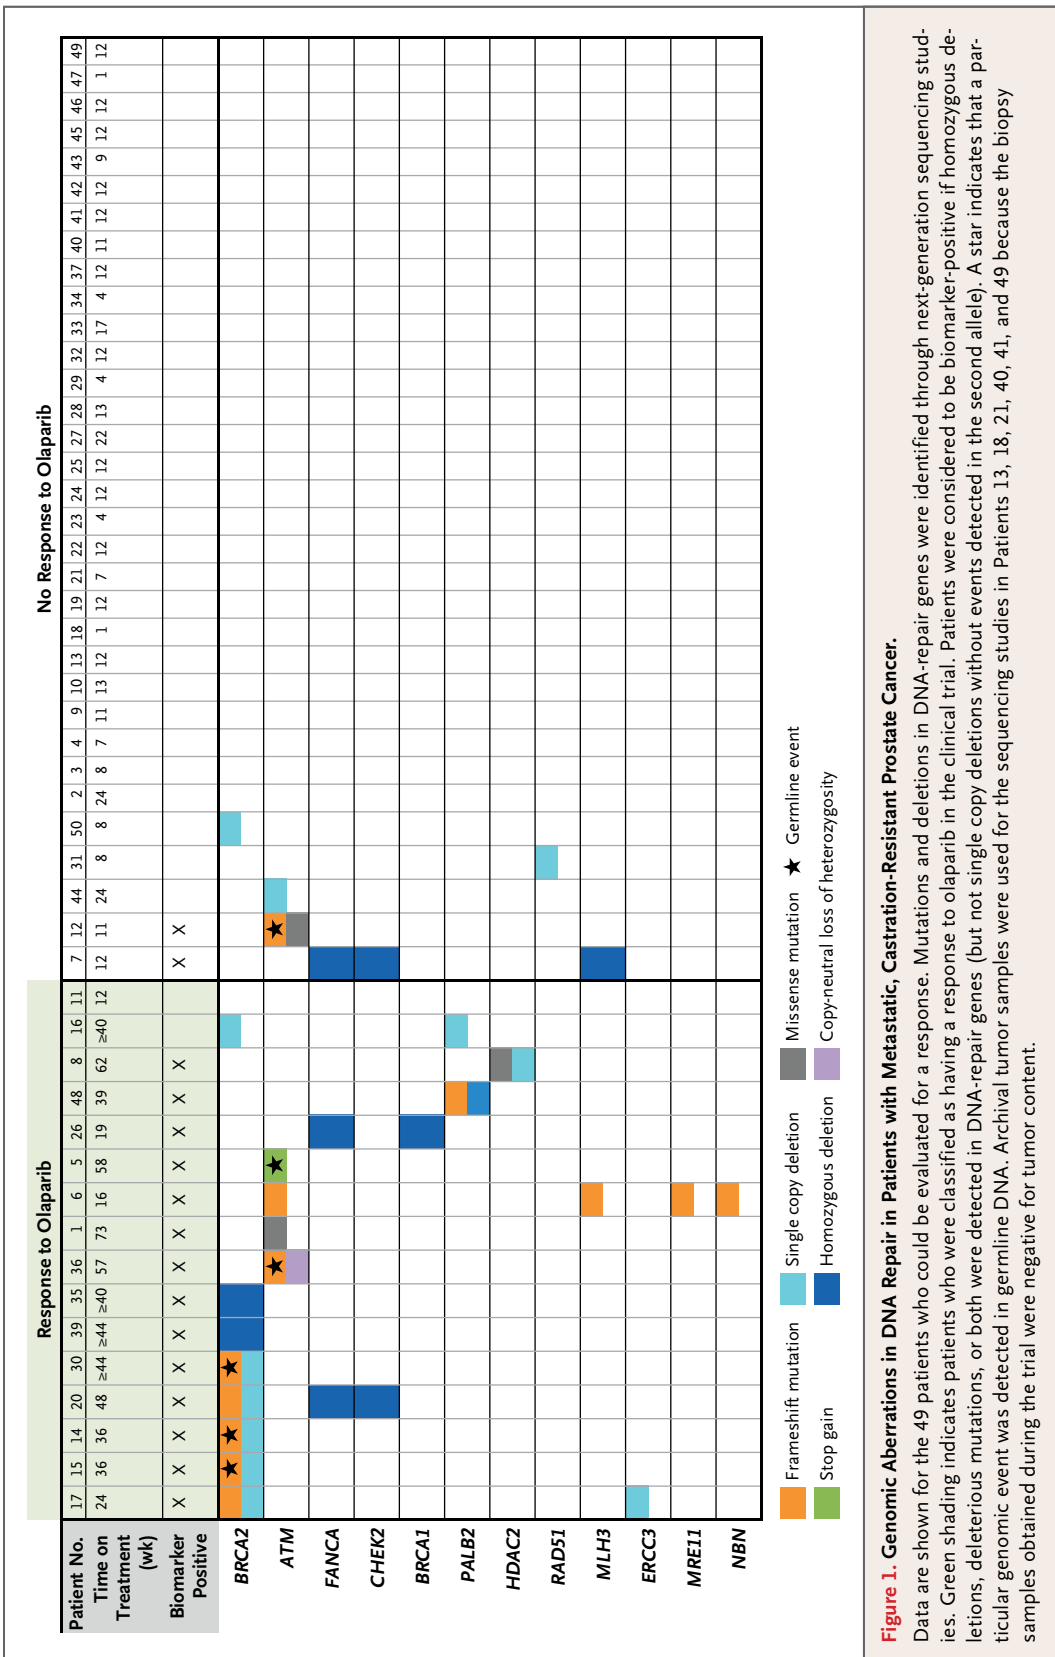 Response to Olaparib
No Response to Olaparib
Patient No. 17 15 14 20 30 39 35 36 1 6 5 26 48 8 16 11 7 12 44 31 50 2 3 4 9 10 13 18 19 21 22 23 24 25 27 28 29 32 33 34 37 40 41 42 43 45 46 47 49
Time on 24 36 36 48 ≥44 ≥44 ≥40 57 73 16 58 19 39 62 ≥40 12 12 11 24 8 8 24 8 7 11 13 12 1 12 7 12 4 12 12 22 13 4 12 17 4 12 11 12 12 9 12 12 1 12
Treatment
(wk)
Biomarker X X X X X X X X X X X X X X X X
Positive
BRCA2 ★ ★ ★
ATM ★ ★ ★
FANCA
CHEK2
BRCA1
PALB2
HDAC2
RAD51
MLH3
ERCC3
MRE11
NBN
Frameshift mutation Single copy deletion Missense mutation ★ Germline event
Stop gain Homozygous deletion Copy-neutral loss of heterozygosity
Figure 1. Genomic Aberrations in DNA Repair in Patients with Metastatic, Castration-Resistant Prostate Cancer.
Data are shown for the 49 patients who could be evaluated for a response. Mutations and deletions in DNA-repair genes were identified through next-generation sequencing stud-
ies. Green shading indicates patients who were classified as having a response to olaparib in the clinical trial. Patients were considered to be biomarker-positive if homozygous de-
letions, deleterious mutations, or both were detected in DNA-repair genes (but not single copy deletions without events detected in the second allele). A star indicates that a par-
ticular genomic event was detected in germline DNA. Archival tumor samples were used for the sequencing studies in Patients 13, 18, 21, 40, 41, and 49 because the biopsy
samples obtained during the trial were negative for tumor content.